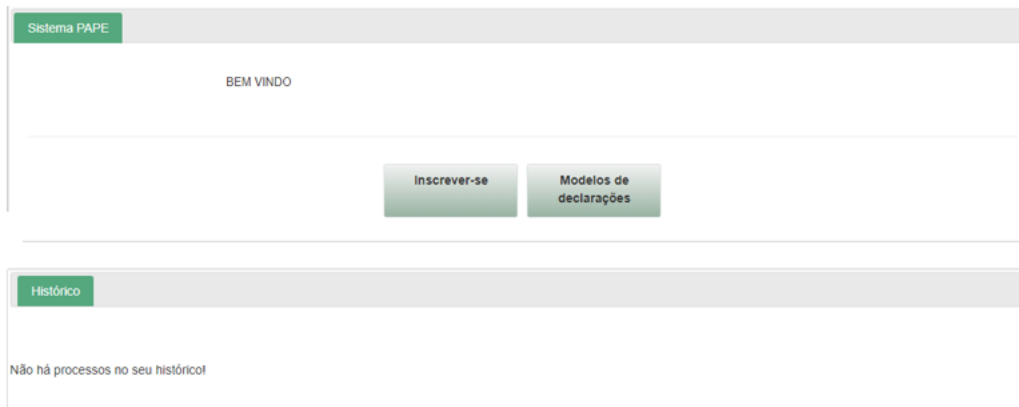 Sistema PAPE
BEM VINDO
Inscrever-se
Modelos de
declarações
Histórico
Não há processos no seu histórico!